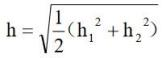 h = √(1/2 (h₁² + h₂²))